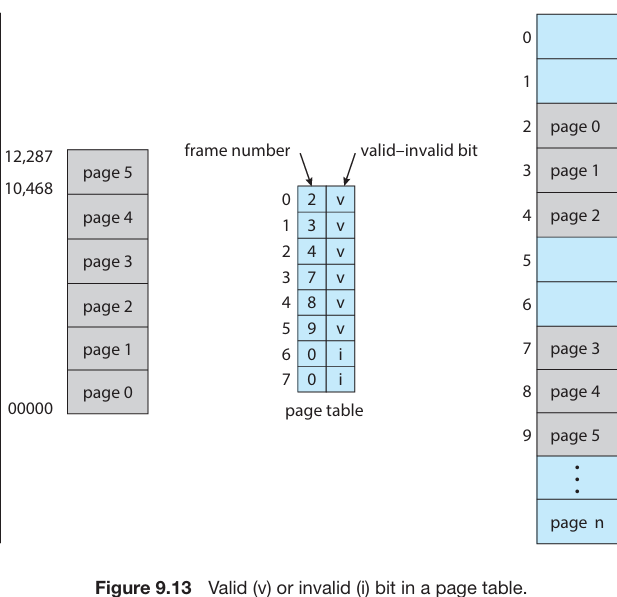 12,287
page 5
10,468
page 4
page 3
page 2
page 1
page 0
00000
frame number
valid–invalid bit
0 2 v
1 3 v
2 4 v
3 7 v
4 8 v
5 9 v
6 0 i
7 0 i
page table
0
1
2 page 0
3 page 1
4 page 2
5
6
7 page 3
8 page 4
9 page 5
page n
Figure 9.13 Valid (v) or invalid (i) bit in a page table.